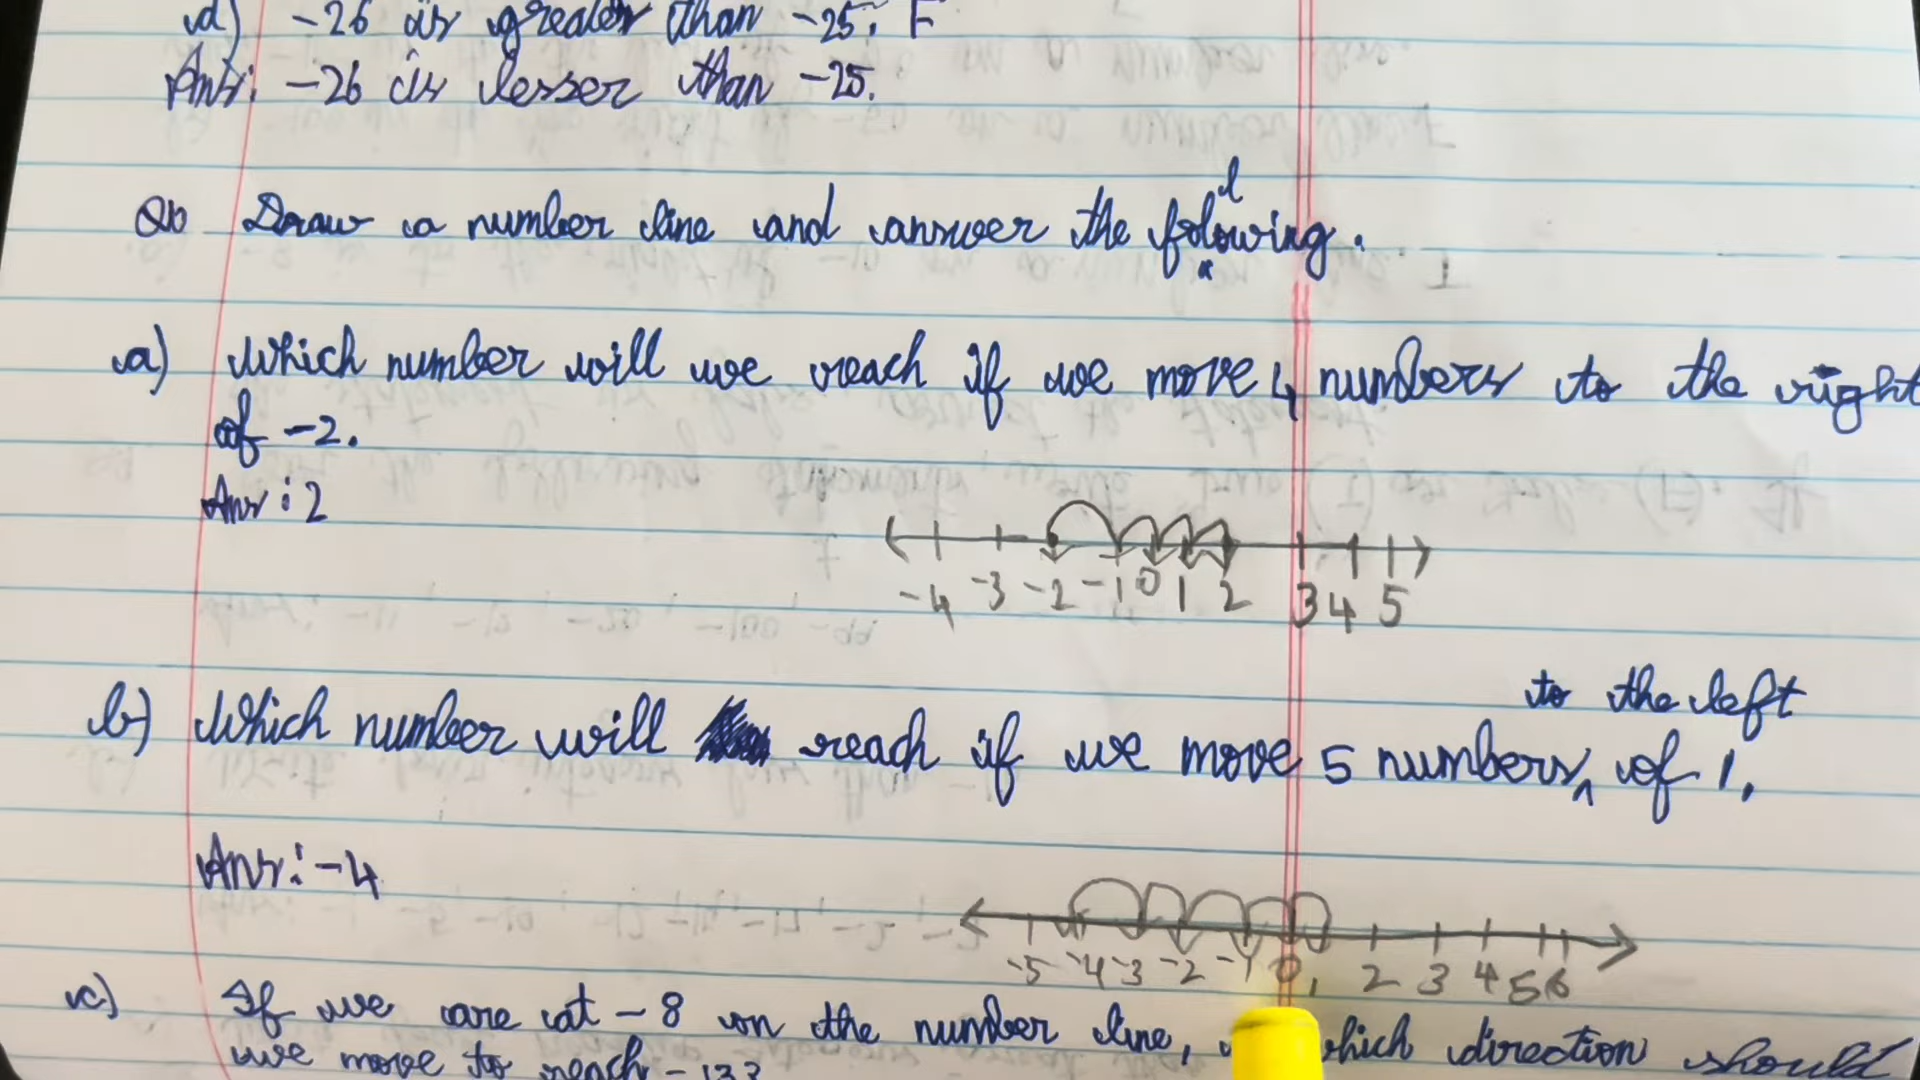 d) -26 is greater than -25. F
Ans: -26 is lesser than -25.
Draw a number line and answer the folowing.
l
a) Which number will we reach if we move 4 numbers to the right
of -2.
Ans: 2
-4 -3 -2 -1 0 1 2 3 4 5
to the left
b) Which number will reach if we move 5 numbers ^ of 1.
Ans: -4
-5 -4 -3 -2 -1 0 1 2 3 4 5 6
c) If we are at -8 on the number line, which direction should
we move to reach -13?